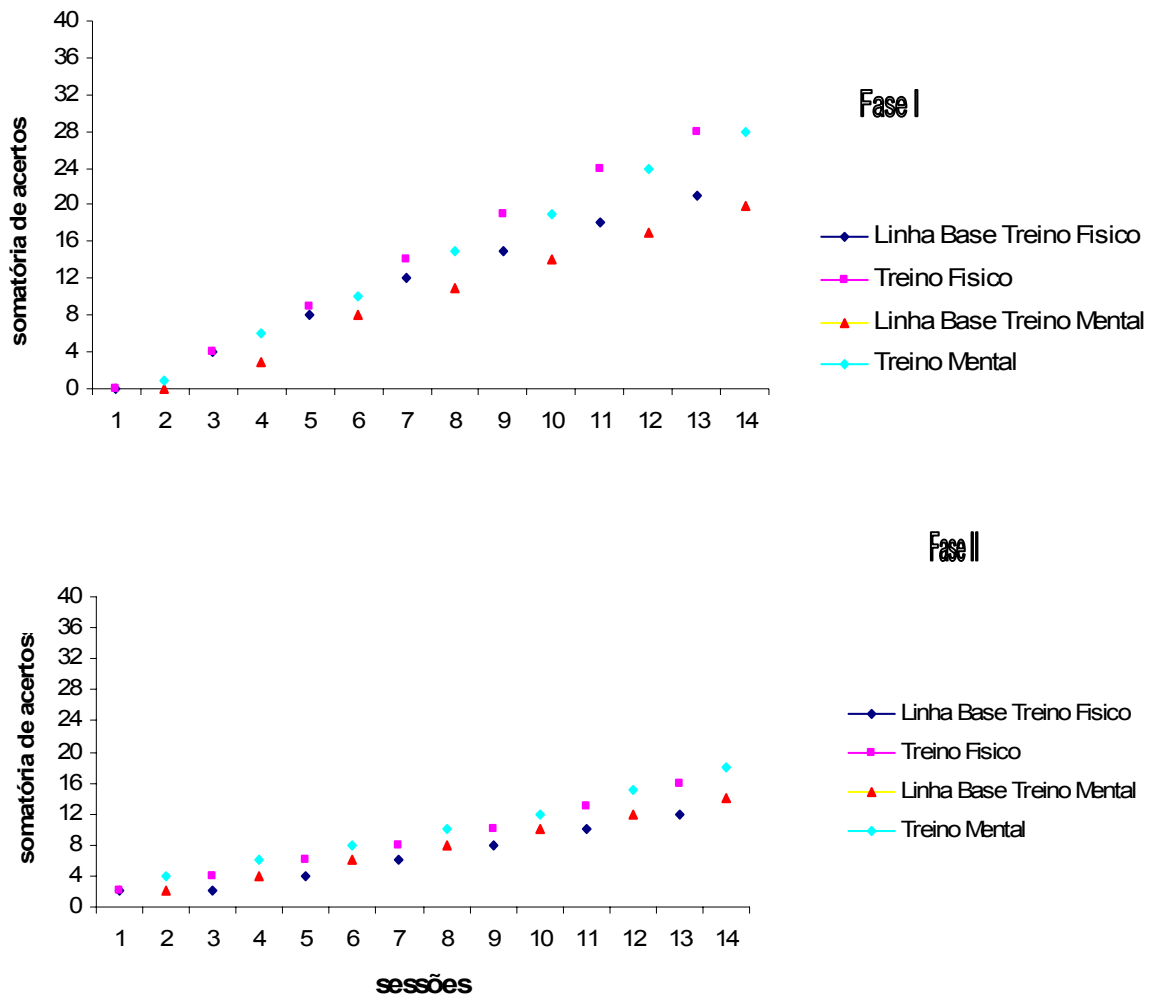 40
36
32
28
24
20
16
12
8
4
0
somatória de acertos
1 2 3 4 5 6 7 8 9 10 11 12 13 14
Fase I
Linha Base Treino Fisico
Treino Fisico
Linha Base Treino Mental
Treino Mental
Fase II
40
36
32
28
24
20
16
12
8
4
0
somatória de acertos
1 2 3 4 5 6 7 8 9 10 11 12 13 14
sessões
Linha Base Treino Fisico
Treino Fisico
Linha Base Treino Mental
Treino Mental